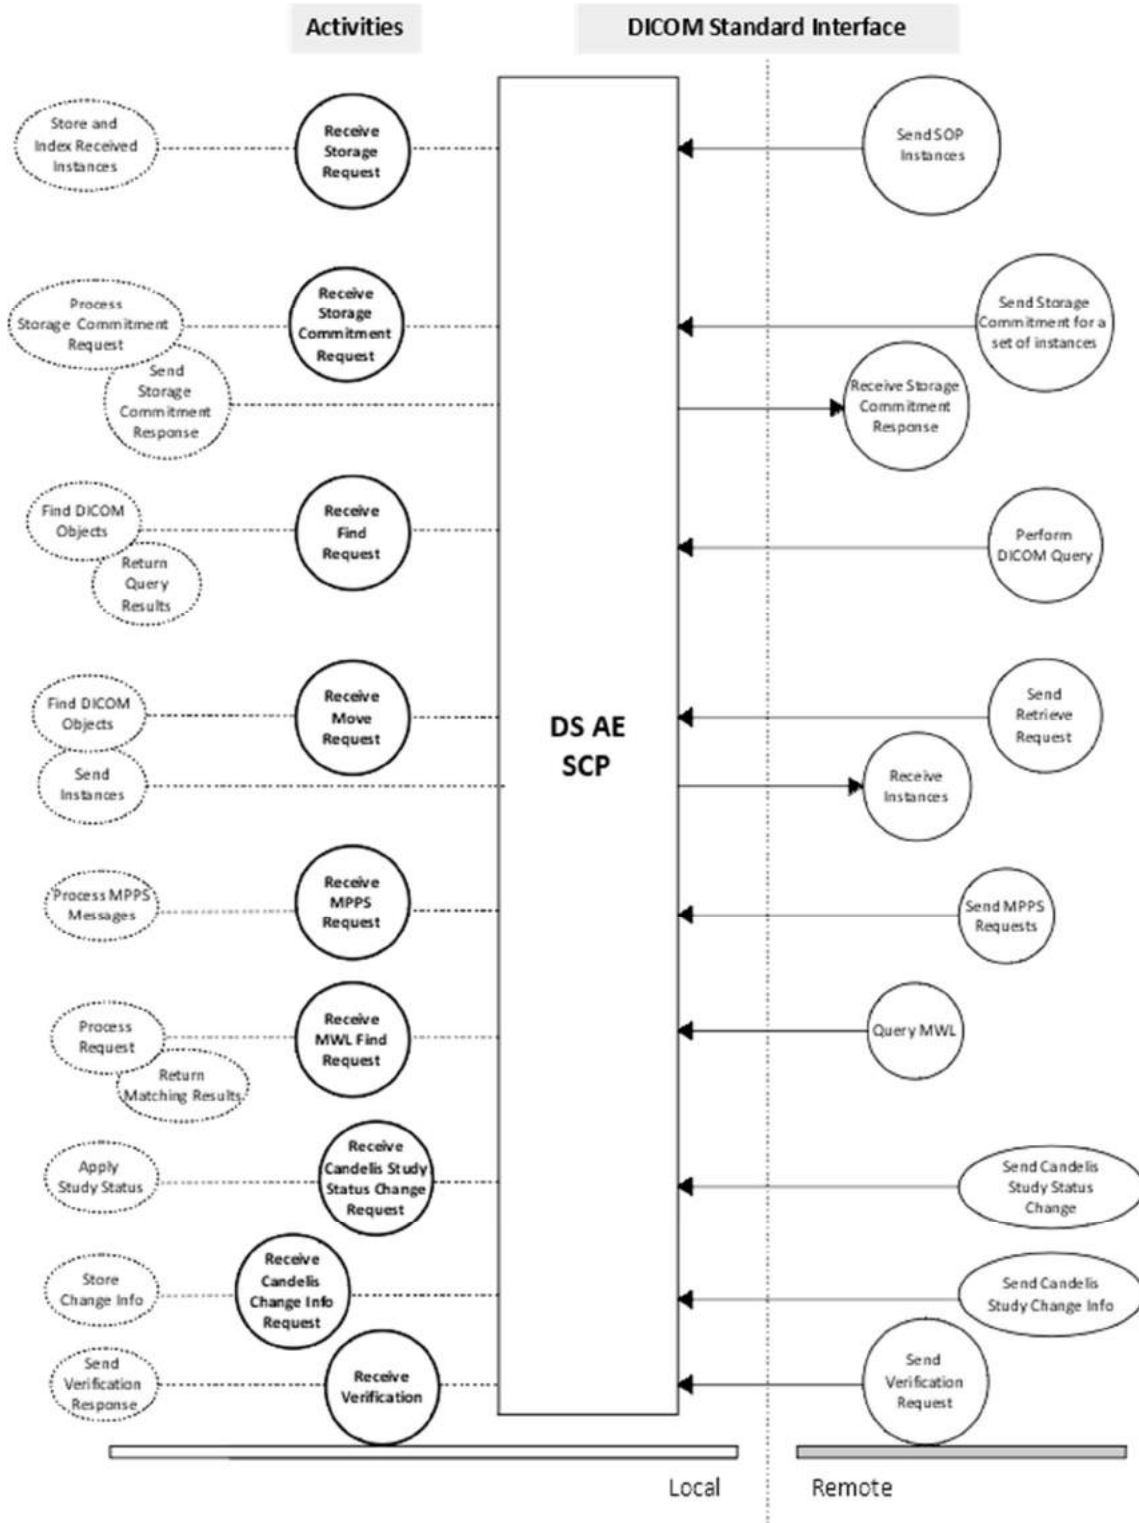 Activities
DICOM Standard Interface
Store and
Index Received
Instances
Receive
Storage
Request
Send SOP
Instances
Process
Storage Commitment
Request
Receive
Storage
Commitment
Request
Send Storage
Commitment for a
set of instances
Send
Storage
Commitment
Response
Receive Storage
Commitment
Response
Find DICOM
Objects
Return
Query
Results
Receive
Find
Request
Perform
DICOM Query
Find DICOM
Objects
Receive
Move
Request
Send
Retrieve
Request
DS AE
SCP
Send
Instances
Receive
Instances
Process MPPS
Messages
Receive
MPPS
Request
Send MPPS
Requests
Process
Request
Return
Matching Results
Receive
MWL Find
Request
Query MWL
Apply
Study Status
Receive
Candelis Study
Status Change
Request
Send Candelis
Study Status
Change
Store
Change Info
Receive
Candelis
Change Info
Request
Send Candelis
Study Change Info
Send
Verification
Response
Receive
Verification
Send
Verification
Request
Local
Remote